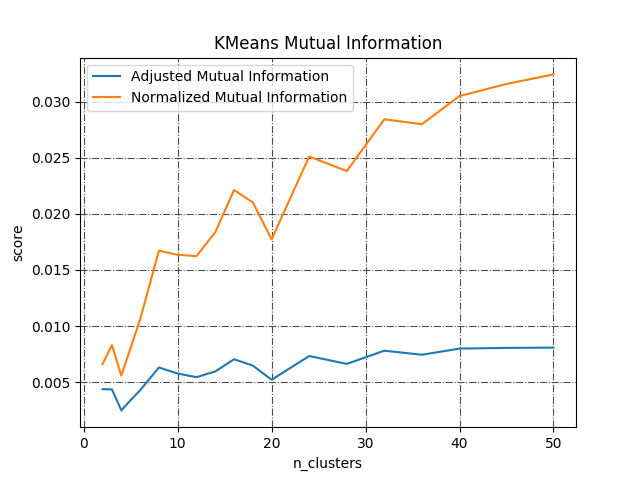 KMeans Mutual Information
Adjusted Mutual Information
Normalized Mutual Information
score
0.030
0.025
0.020
0.015
0.010
0.005
0 10 20 30 40 50
n_clusters